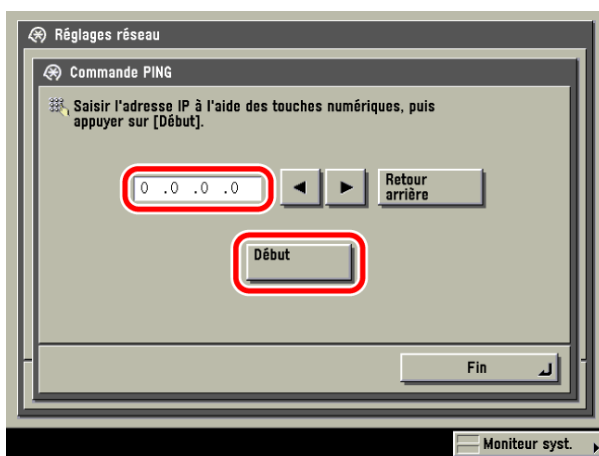 Réglages réseau
Commande PING
Saisir l'adresse IP à l'aide des touches numériques, puis
appuyer sur [Début].
0 .0 .0 .0
Retour
arrière
Début
Fin
Moniteur syst.